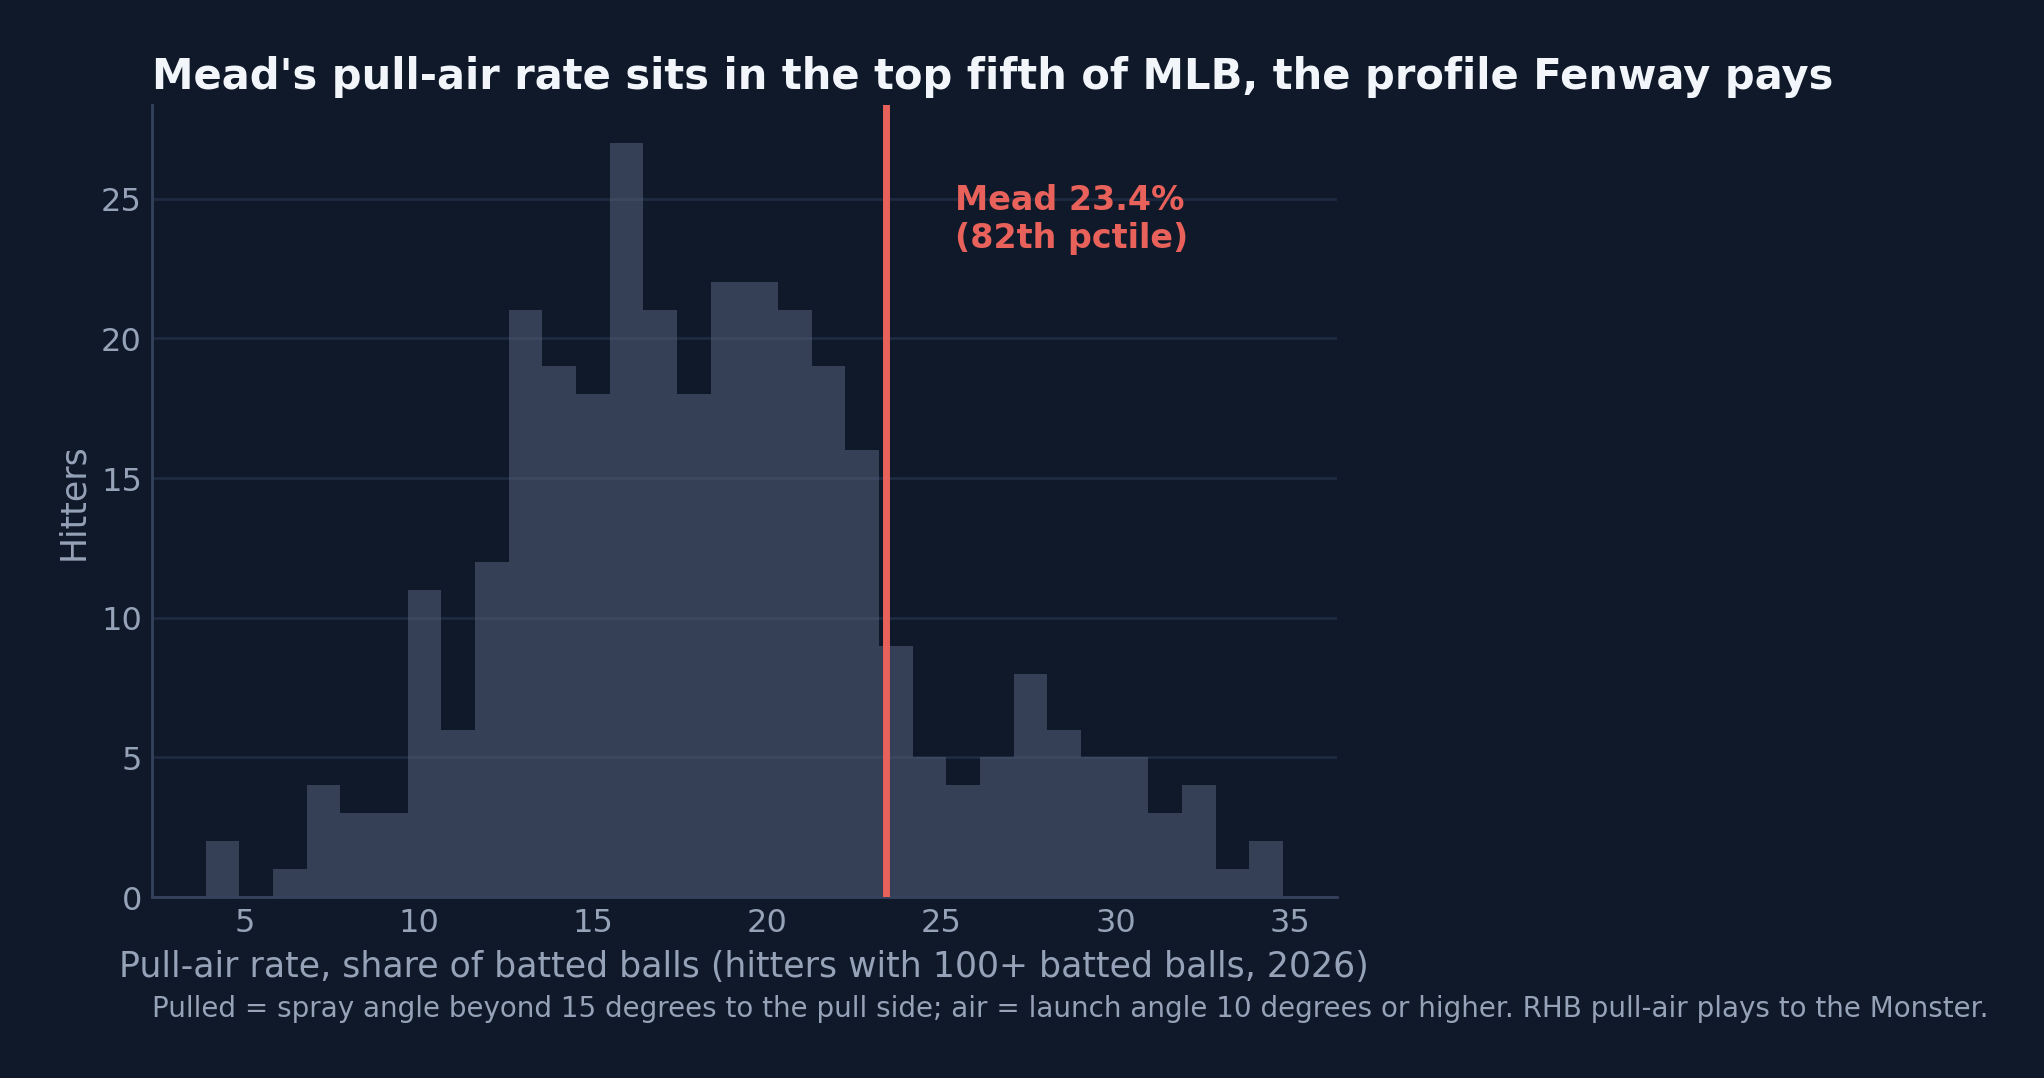 Mead's pull-air rate sits in the top fifth of MLB, the profile Fenway pays
Mead 23.4%
(82th pctile)
Hitters
25
20
15
10
5
0
5 10 15 20 25 30 35
Pull-air rate, share of batted balls (hitters with 100+ batted balls, 2026)
Pulled = spray angle beyond 15 degrees to the pull side; air = launch angle 10 degrees or higher. RHB pull-air plays to the Monster.